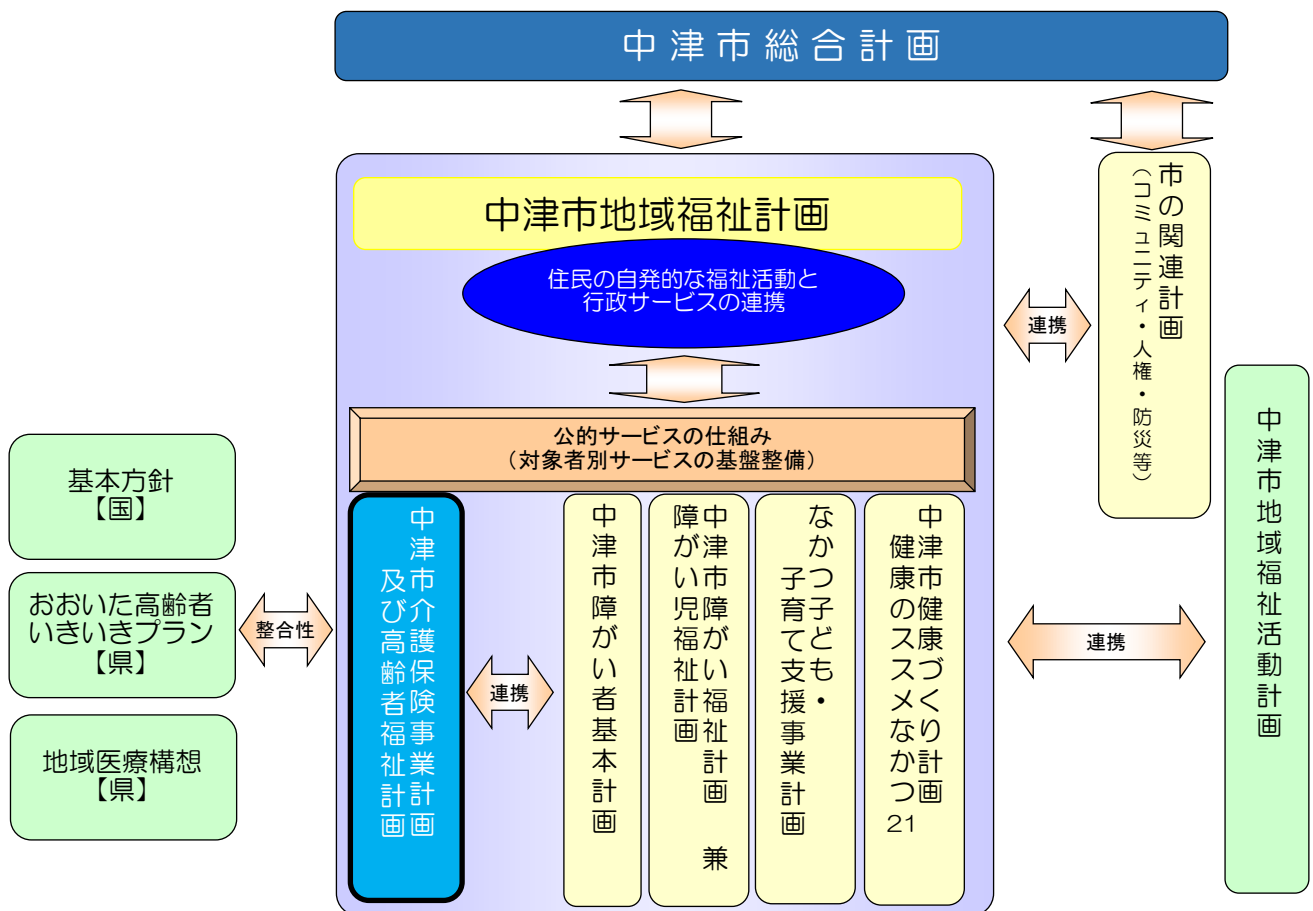 中津市総合計画
中津市地域福祉計画
住民の自発的な福祉活動と
行政サービスの連携
市の関連計画
（コミュニティ・人権・防災等）
連携
公的サービスの仕組み
（対象者別サービスの基盤整備）
基本方針
【国】
おおいた高齢者
いきいきプラン
【県】
地域医療構想
【県】
整合性
中津市介護保険事業計画
及び高齢者福祉計画
連携
中津市障がい者基本計画
中津市障がい福祉計画　兼
障がい児福祉計画
なかつ子ども・
子育て支援事業計画
中津市健康づくり計画
健康のススメなかつ21
連携
中津市地域福祉活動計画